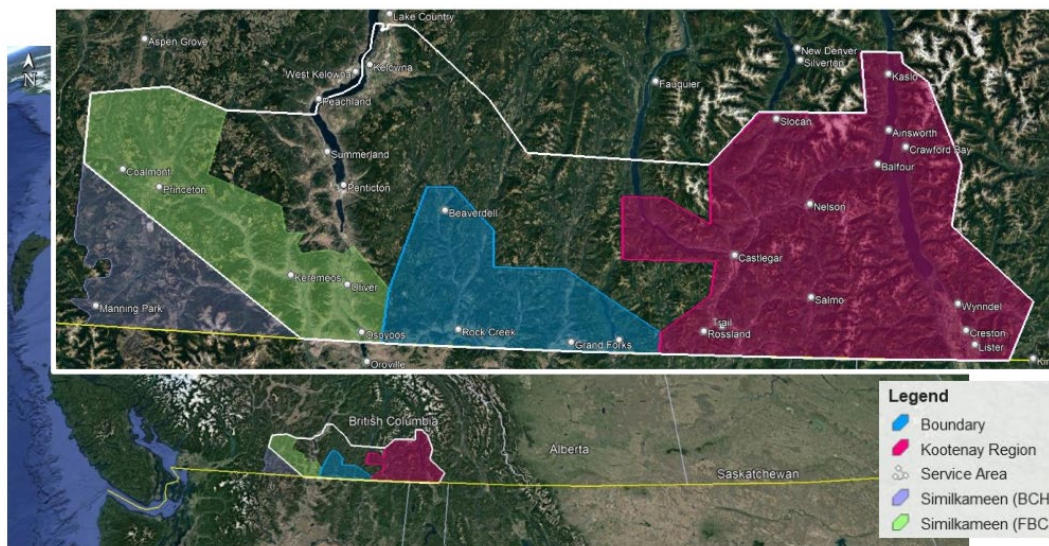 Lake Country
Aspen Grove
New Denver
Silverton
West Kelowna
Kelowna
Kaslo
Fauquier
Peachland
Slocan
Ainsworth
Crawford Bay
Summerland
Balfour
Coalmont
Princeton
Penticton
Nelson
Beaverdell
Castlegar
Keremeos
Oliver
Salmo
Manning Park
Wynndel
Trail
Rossland
Osoyoos
Rock Creek
Grand Forks
Creston
Lister
Oroville
N
British Columbia
Alberta
Saskatchewan
Legend
Boundary
Kootenay Region
Service Area
Similkameen (BCH
Similkameen (FBC